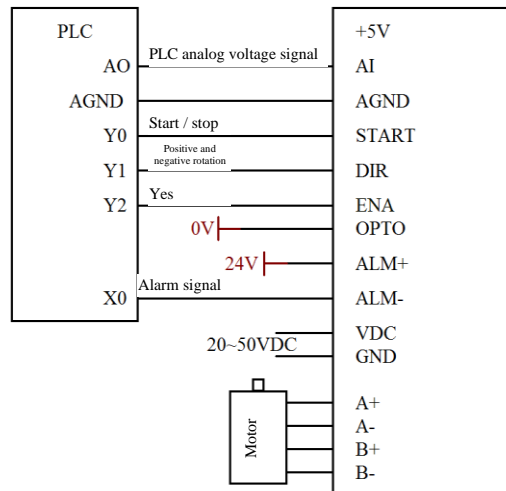 PLC
+5V
AO
PLC analog voltage signal
AI
AGND
AGND
Y0
Start / stop
START
Y1
Positive and
negative rotation
DIR
Y2
Yes
ENA
0V
OPTO
24V
ALM+
X0
Alarm signal
ALM-
20~50VDC
VDC
GND
Motor
A+
A-
B+
B-